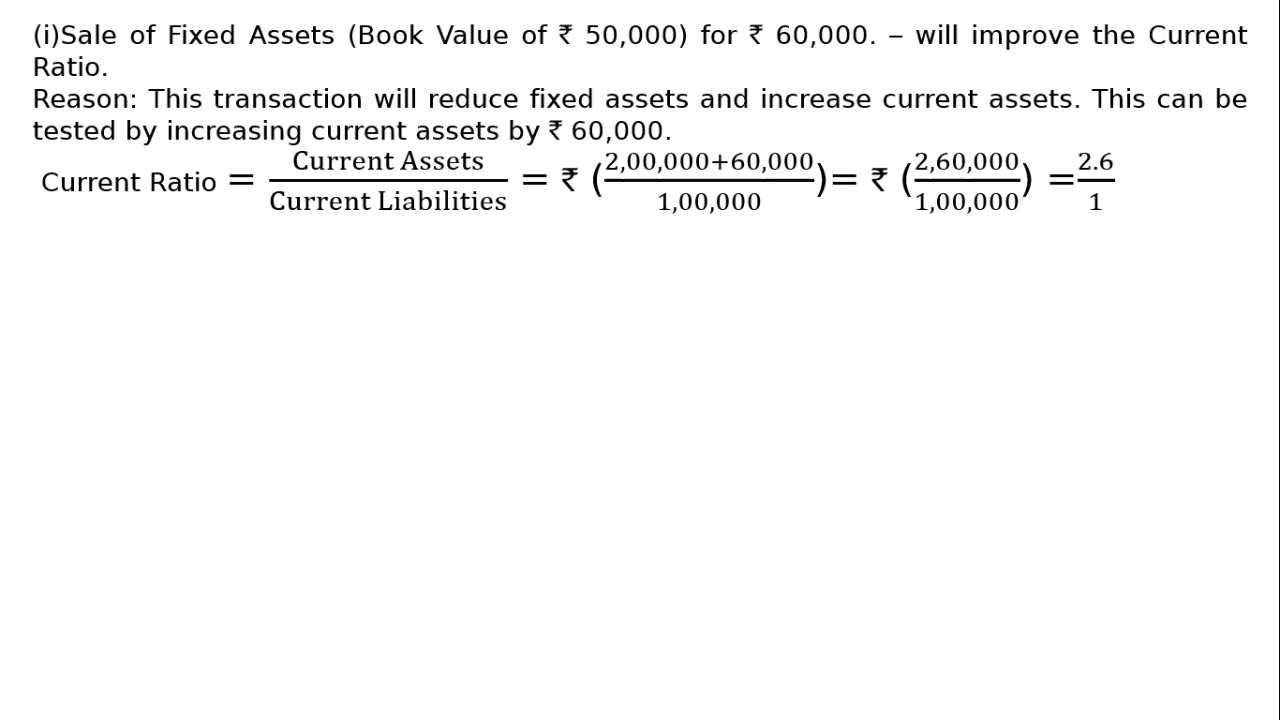 (i)Sale of Fixed Assets (Book Value of ₹ 50,000) for ₹ 60,000. – will improve the Current
Ratio.
Reason: This transaction will reduce fixed assets and increase current assets. This can be
tested by increasing current assets by ₹ 60,000.
Current Ratio = Current Assets / Current Liabilities = ₹ (2,00,000+60,000 / 1,00,000) = ₹ (2,60,000 / 1,00,000) = 2.6 / 1